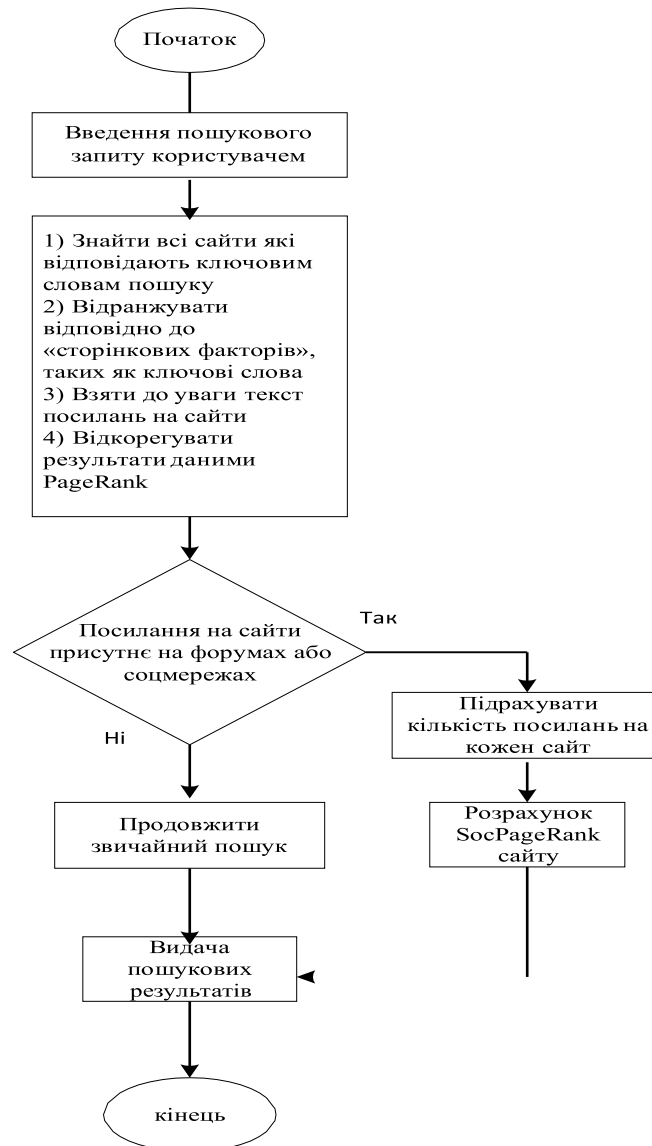 Початок
Введення пошукового
запиту користувачем
1) Знайти всі сайти які
відповідають ключовим
словам пошуку
2) Відранжувати
відповідно до
«сторінкових факторів»,
таких як ключові слова
3) Взяти до уваги текст
посилань на сайти
4) Відкорегувати
результати даними
PageRank
Посилання на сайти
присутнє на форумах або
соцмережах
Так
Підрахувати
кількість посилань на
кожен сайт
Розрахунок
SocPageRank
сайту
Ні
Продовжити
звичайний пошук
Видача
пошукових
результатів
кінець